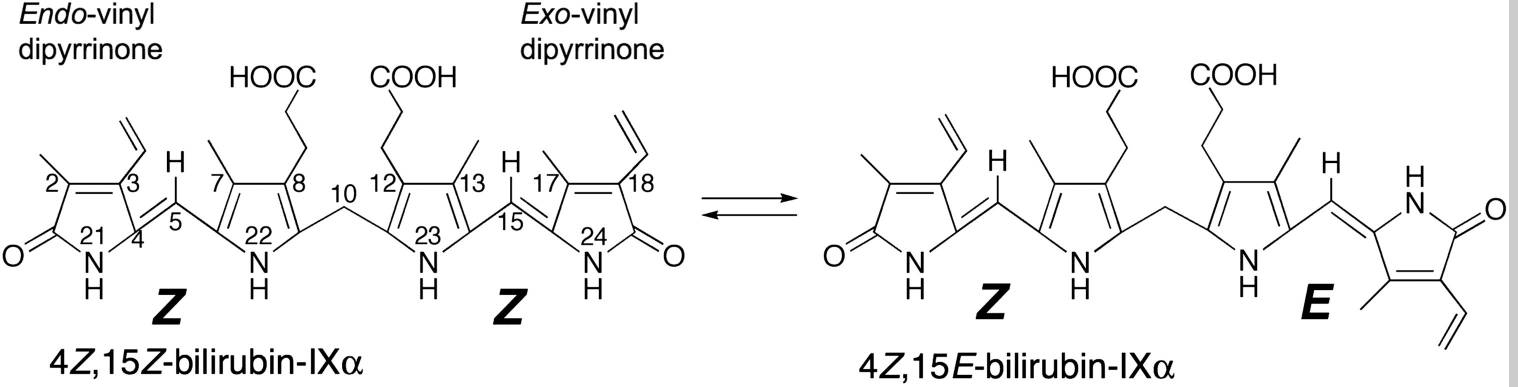 Endo-vinyl
dipyrrinone
Exo-vinyl
dipyrrinone
HOOC COOH
H H
2 3 7 8 12 13 17 18
10
5 15
O 21 4 22 23 24 O
N N N N
H H H H
Z Z
4Z,15Z-bilirubin-IXα
HOOC COOH
H H
H
N
O O
N N N
H H H
Z E
4Z,15E-bilirubin-IXα